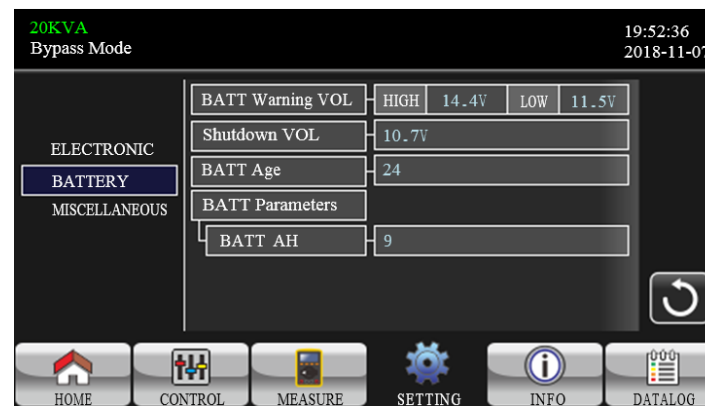 20KVA 19:52:36
Bypass Mode 2018-11-07
BATT Warning VOL HIGH 14.4V LOW 11.5V
Shutdown VOL 10.7V
ELECTRONIC
BATT Age 24
BATTERY
BATT Parameters
MISCELLANEOUS
BATT AH 9
HOME CONTROL MEASURE SETTING INFO DATALOG